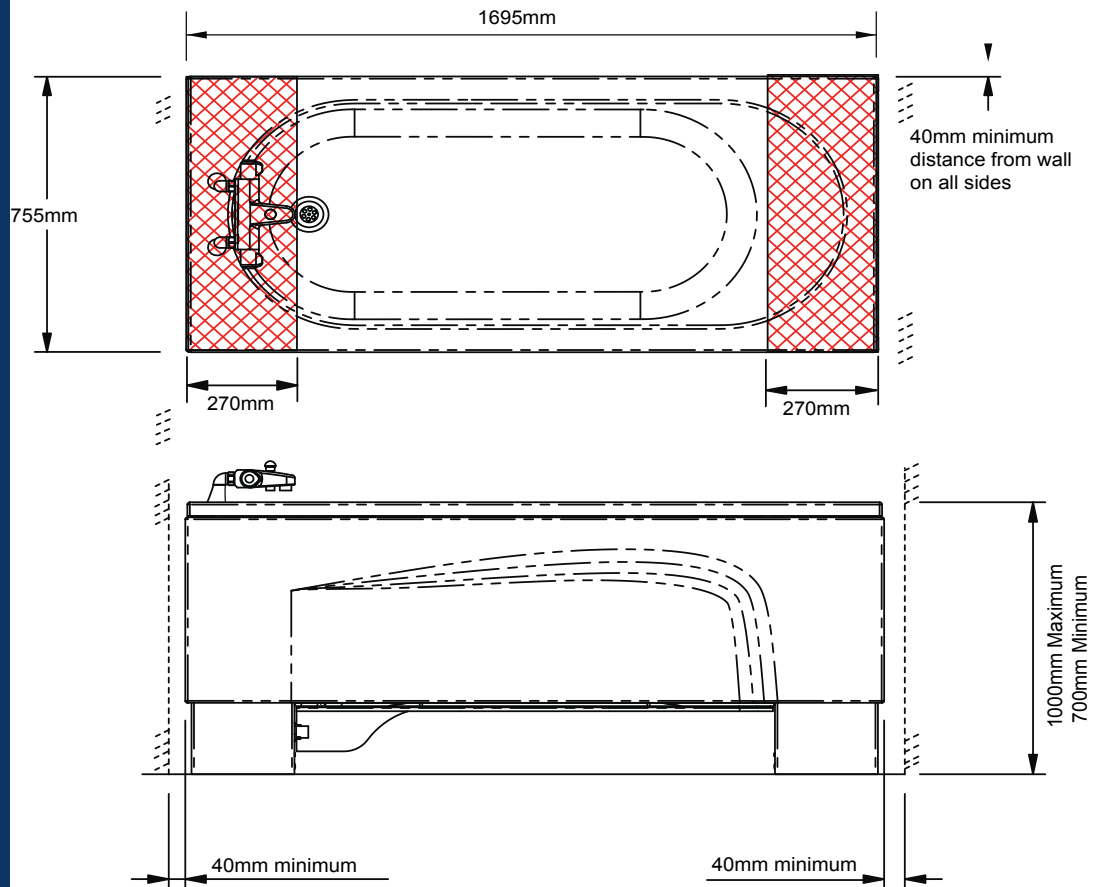 1695mm
40mm minimum
distance from wall
on all sides
755mm
270mm
270mm
1000mm Maximum
700mm Minimum
40mm minimum
40mm minimum